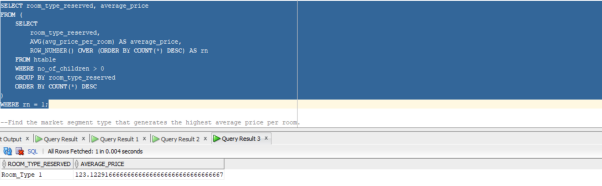 SELECT room_type_reserved, average_price
FROM (
SELECT
room_type_reserved,
AVG(avg_price_per_room) AS average_price,
ROW_NUMBER() OVER (ORDER BY COUNT(*) DESC) AS rn
FROM htable
WHERE no_of_children > 0
GROUP BY room_type_reserved
ORDER BY COUNT(*) DESC
)
WHERE rn = 1;
--Find the market segment type that generates the highest average price per room.
t Output × Query Result × Query Result 1 × Query Result 2 × Query Result 3 ×
SQL | All Rows Fetched: 1 in 0.004 seconds
ROOM_TYPE_RESERVED AVERAGE_PRICE
Room_Type 1